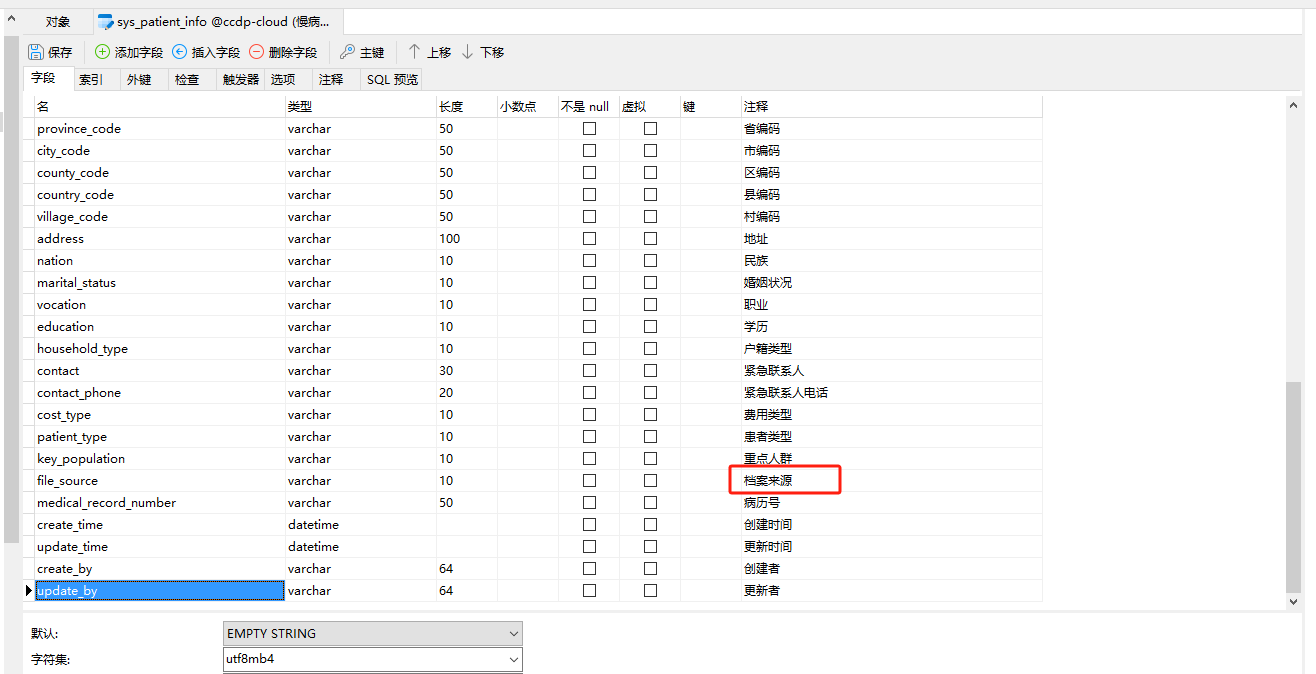 对象 sys_patient_info @ccdp-cloud (慢病...
保存 添加字段 插入字段 删除字段 主键 上移 下移
字段 索引 外键 检查 触发器 选项 注释 SQL 预览
名 类型 长度 小数点 不是 null 虚拟 键 注释
province_code varchar 50 省编码
city_code varchar 50 市编码
county_code varchar 50 区编码
country_code varchar 50 县编码
village_code varchar 50 村编码
address varchar 100 地址
nation varchar 10 民族
marital_status varchar 10 婚姻状况
vocation varchar 10 职业
education varchar 10 学历
household_type varchar 10 户籍类型
contact varchar 30 紧急联系人
contact_phone varchar 20 紧急联系人电话
cost_type varchar 10 费用类型
patient_type varchar 10 患者类型
key_population varchar 10 重点人群
file_source varchar 10 档案来源
medical_record_number varchar 50 病历号
create_time datetime 创建时间
update_time datetime 更新时间
create_by varchar 64 创建者
update_by varchar 64 更新者
默认: EMPTY STRING
字符集: utf8mb4